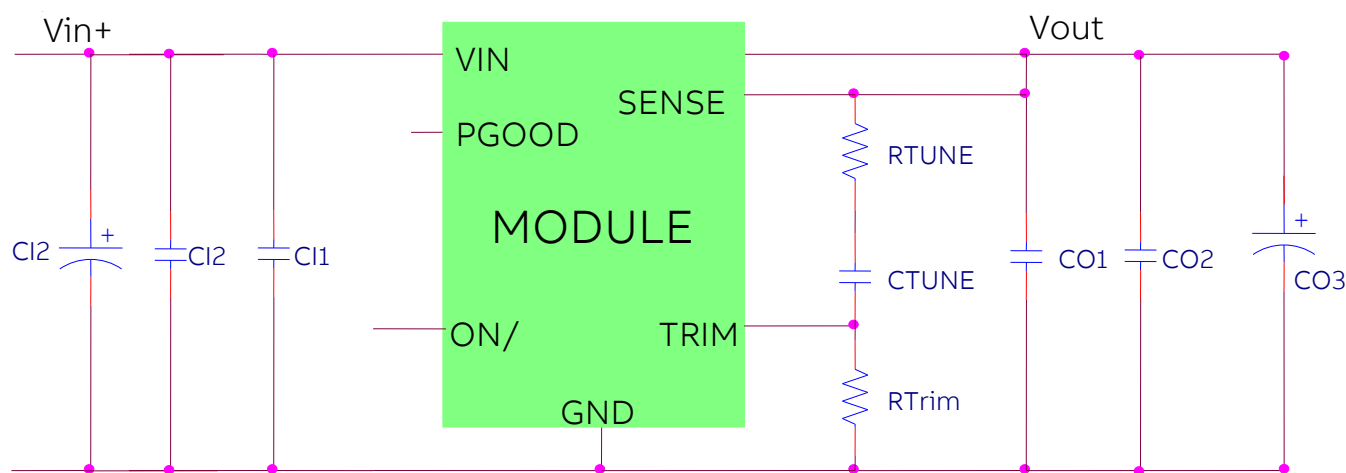 Vin+
Vout
VIN
SENSE
PGOOD
RTUNE
MODULE
+
+
CI2
CI2
CI1
CO1
CO2
CO3
CTUNE
ON/
TRIM
RTrim
GND